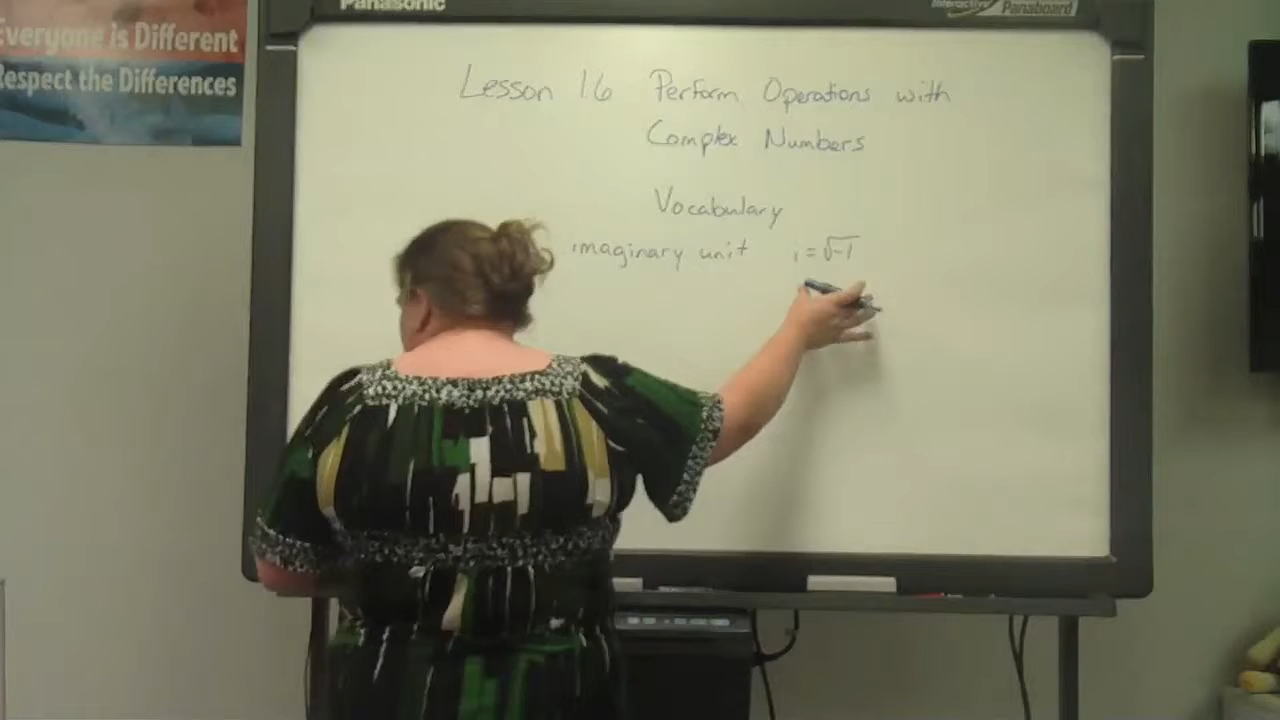 Panasonic
Interactive Panaboard
Everyone is Different
Respect the Differences
Lesson 1.6 Perform Operations with
Complex Numbers
Vocabulary
imaginary unit i = √-1